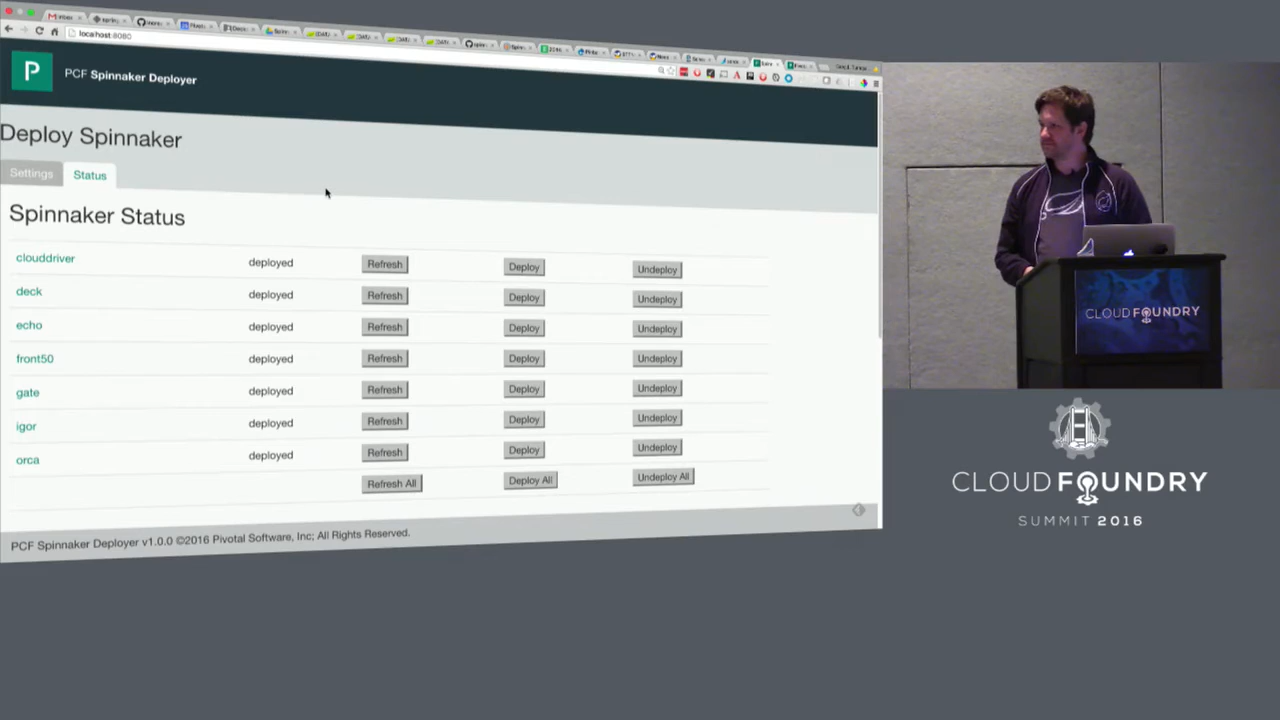 localhost:8080
P
PCF Spinnaker Deployer
Deploy Spinnaker
Settings Status
Spinnaker Status
clouddriver deployed Refresh Deploy Undeploy
deck deployed Refresh Deploy Undeploy
echo deployed Refresh Deploy Undeploy
front50 deployed Refresh Deploy Undeploy
gate deployed Refresh Deploy Undeploy
igor deployed Refresh Deploy Undeploy
orca deployed Refresh Deploy Undeploy
Refresh All Deploy All Undeploy All
PCF Spinnaker Deployer v1.0.0 ©2016 Pivotal Software, Inc; All Rights Reserved.
CLOUD FOUNDRY
CLOUD FOUNDRY
SUMMIT 2016